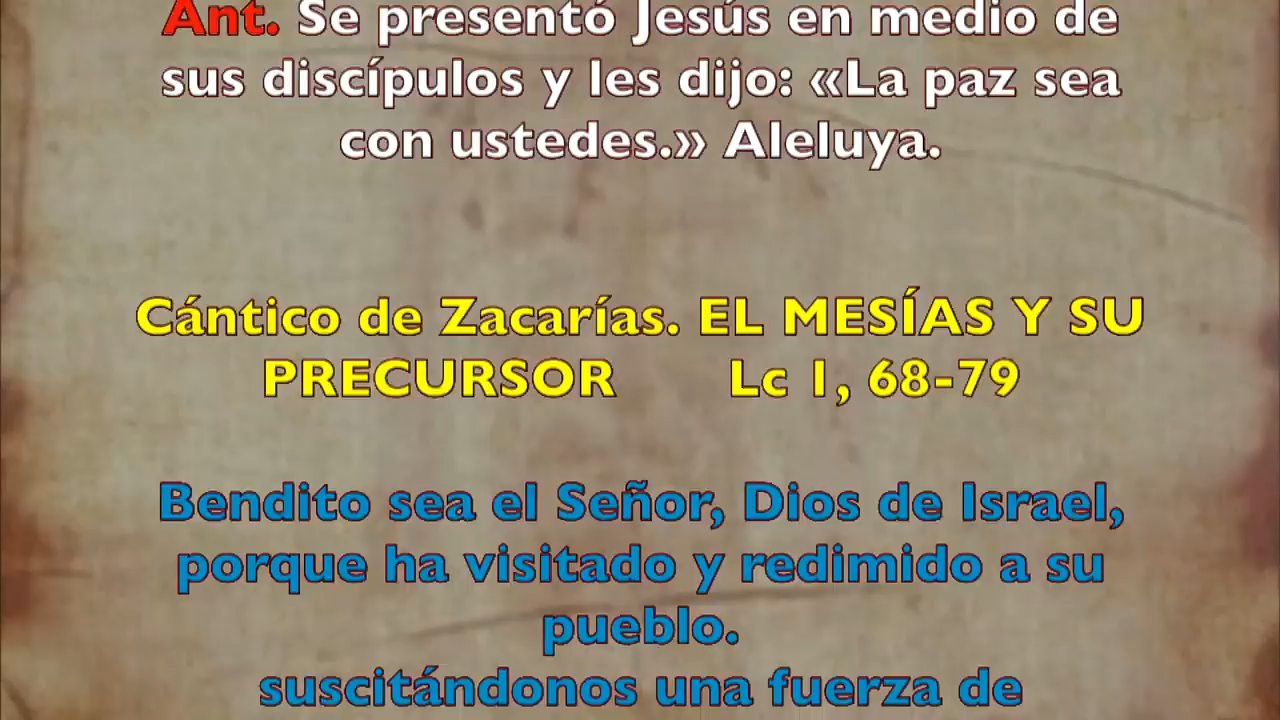 Ant. Se presentó Jesús en medio de
sus discípulos y les dijo: «La paz sea
con ustedes.» Aleluya.
Cántico de Zacarías. EL MESÍAS Y SU
PRECURSOR Lc 1, 68-79
Bendito sea el Señor, Dios de Israel,
porque ha visitado y redimido a su
pueblo.
suscitándonos una fuerza de